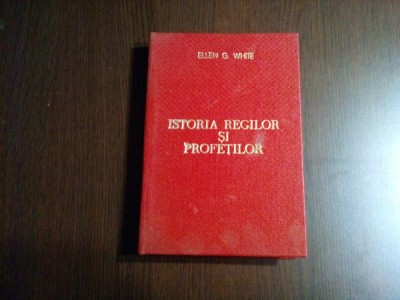 ELLEN G. WHITE
ISTORIA REGILOR
ȘI
PROFEȚILOR